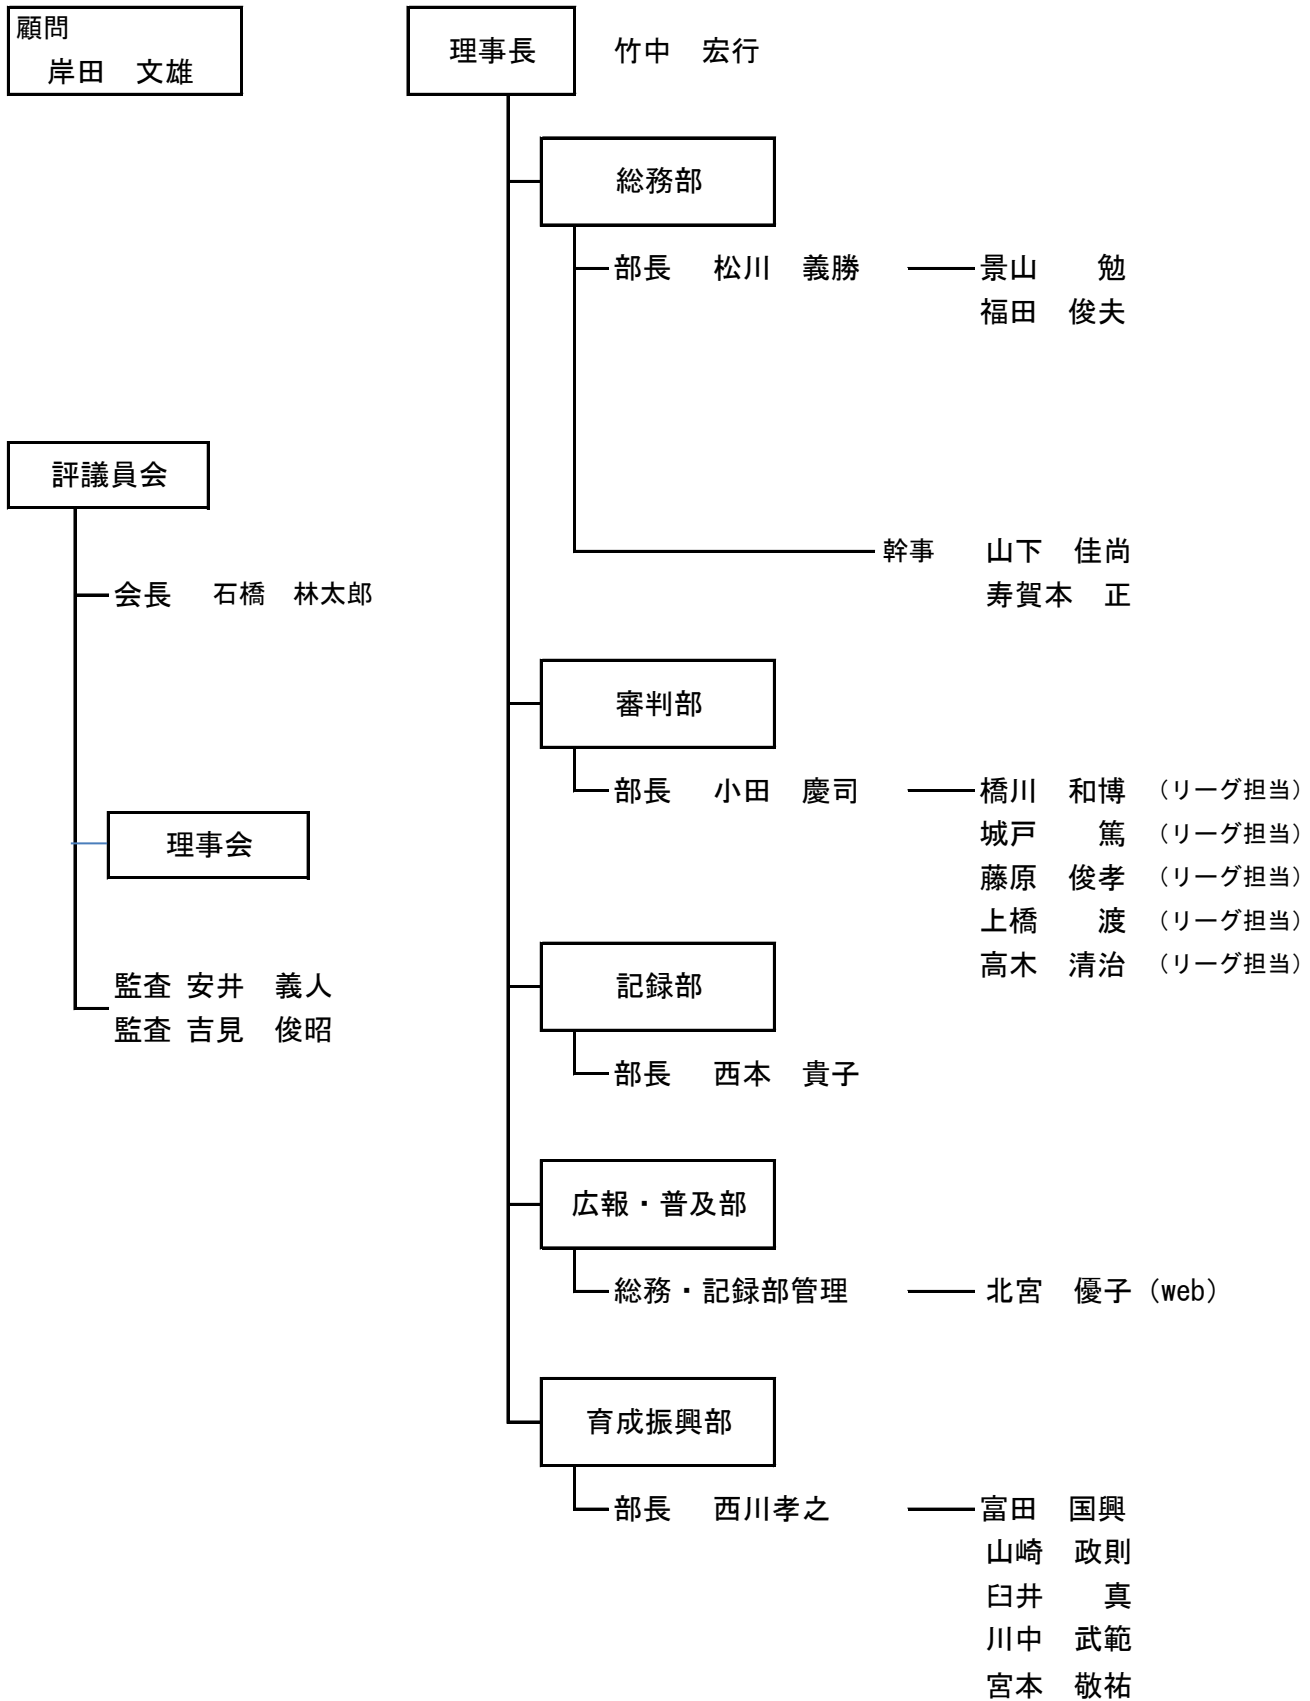 顧問
岸田　文雄
理事長　竹中　宏行
総務部
部長　松川　義勝　景山　　勉
福田　俊夫
評議員会
幹事　山下　佳尚
会長　石橋　林太郎　寿賀本　正
審判部
部長　小田　慶司　橋川　和博　（リーグ担当）
城戸　　篤　（リーグ担当）
理事会
藤原　俊孝　（リーグ担当）
上橋　　渡　（リーグ担当）
高木　清治　（リーグ担当）
記録部
監査 安井　義人
監査 吉見　俊昭
部長　西本　貴子
広報・普及部
総務・記録部管理　北宮　優子（web）
育成振興部
部長　西川孝之　富田　国興
山崎　政則
臼井　　真
川中　武範
宮本　敬祐